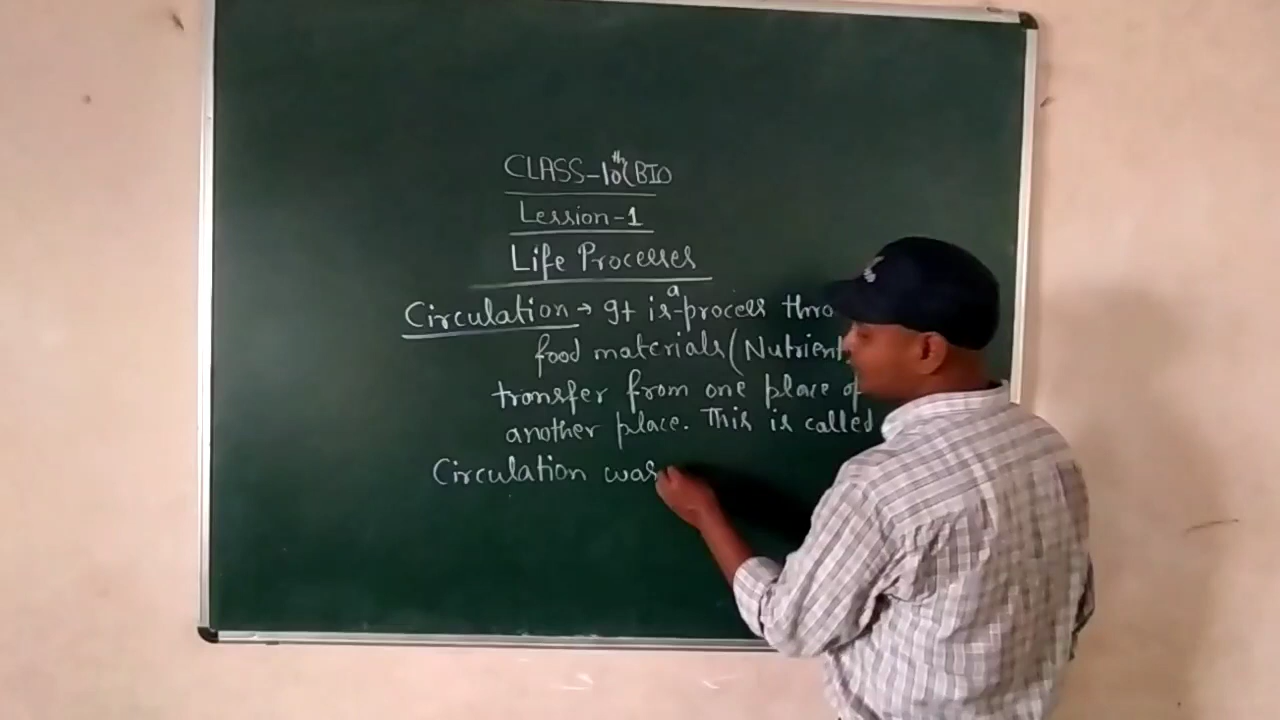 CLASS-10th(BIO
Lession-1
Life Processes
Circulation → It is a process thro
food materials (Nutrient
transfer from one place of
another place. This is called
Circulation was